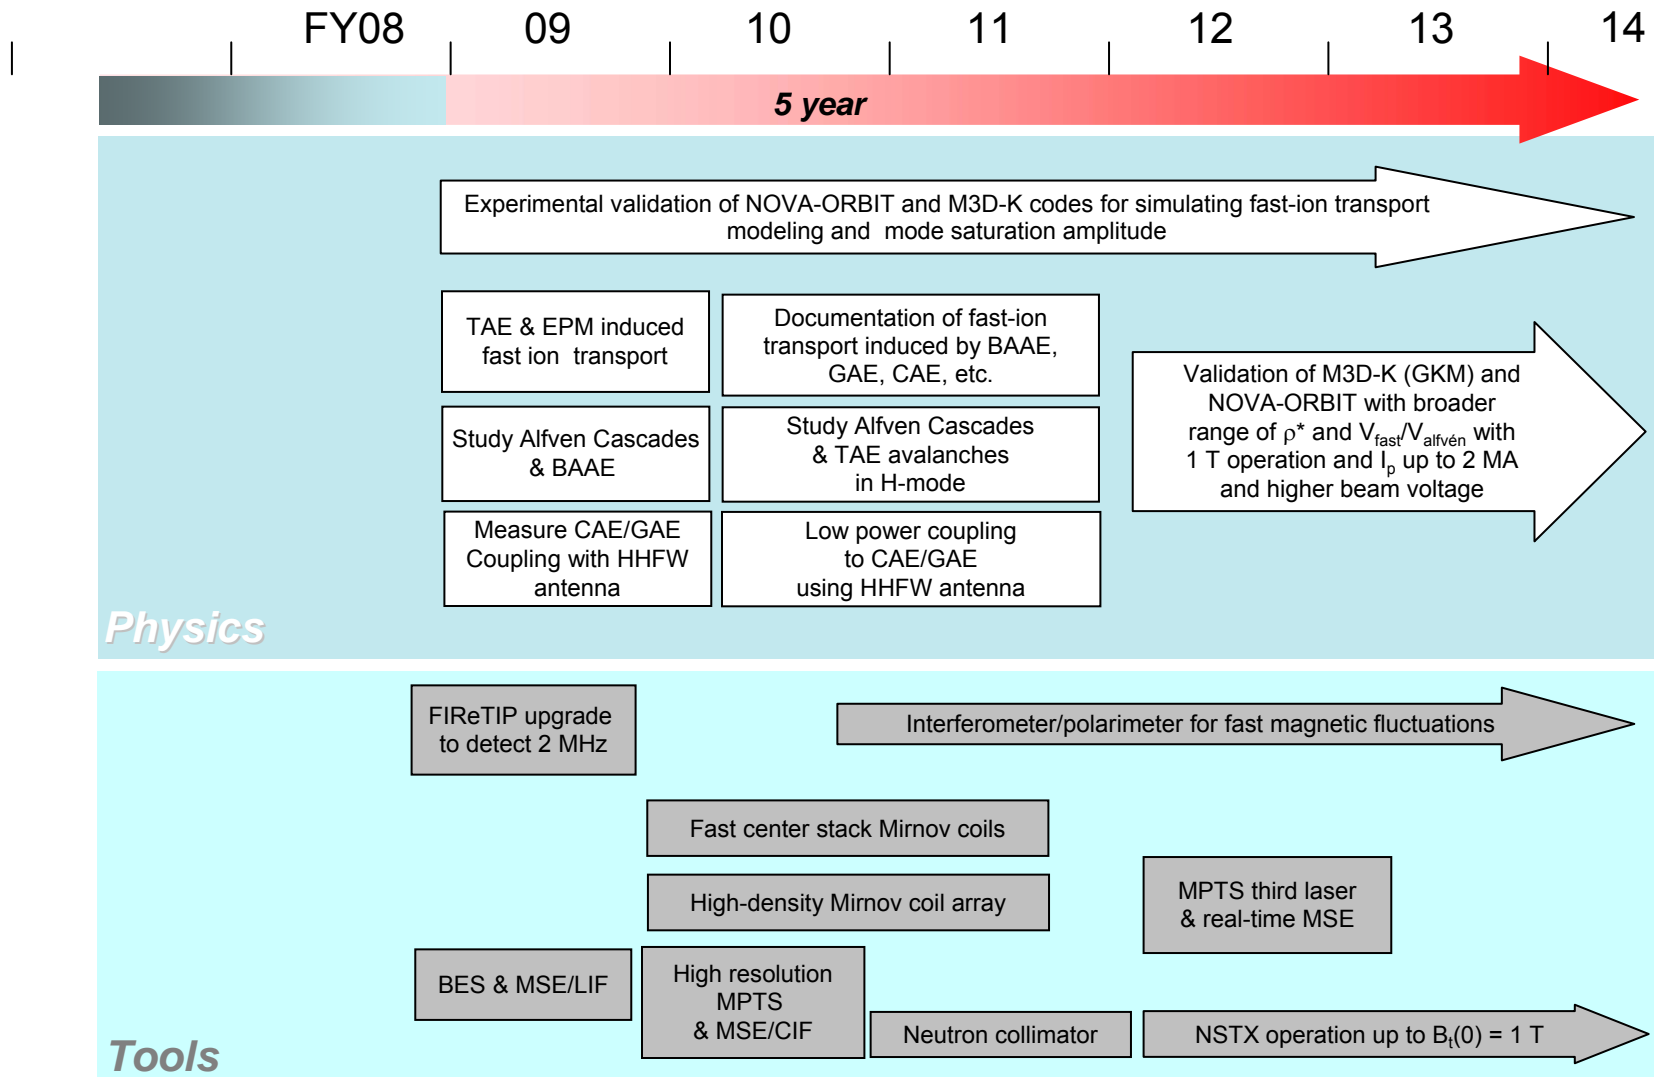 FY08 09 10 11 12 13 14
5 year
Experimental validation of NOVA-ORBIT and M3D-K codes for simulating fast-ion transport
modeling and mode saturation amplitude
TAE & EPM induced
fast ion transport
Documentation of fast-ion
transport induced by BAAE,
GAE, CAE, etc.
Validation of M3D-K (GKM) and
NOVA-ORBIT with broader
range of ρ* and Vfast/Valfvén with
1 T operation and Ip up to 2 MA
and higher beam voltage
Study Alfven Cascades
& BAAE
Study Alfven Cascades
& TAE avalanches
in H-mode
Measure CAE/GAE
Coupling with HHFW
antenna
Low power coupling
to CAE/GAE
using HHFW antenna
Physics
FIReTIP upgrade
to detect 2 MHz
Interferometer/polarimeter for fast magnetic fluctuations
Fast center stack Mirnov coils
High-density Mirnov coil array
MPTS third laser
& real-time MSE
BES & MSE/LIF
High resolution
MPTS
& MSE/CIF
Neutron collimator
NSTX operation up to Bt(0) = 1 T
Tools